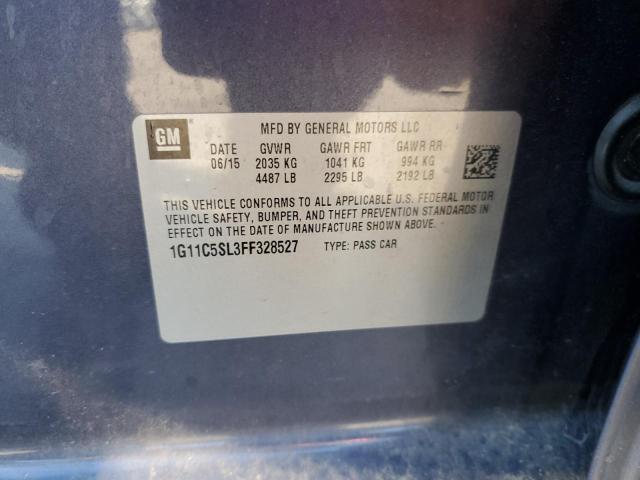 GM
MFD BY GENERAL MOTORS LLC
DATE GVWR GAWR FRT GAWR RR
06/15 2035 KG 1041 KG 994 KG
4487 LB 2295 LB 2192 LB
THIS VEHICLE CONFORMS TO ALL APPLICABLE U.S. FEDERAL MOTOR
VEHICLE SAFETY, BUMPER, AND THEFT PREVENTION STANDARDS IN
EFFECT ON THE DATE OF MANUFACTURE SHOWN ABOVE.
1G11C5SL3FF328527 TYPE: PASS CAR